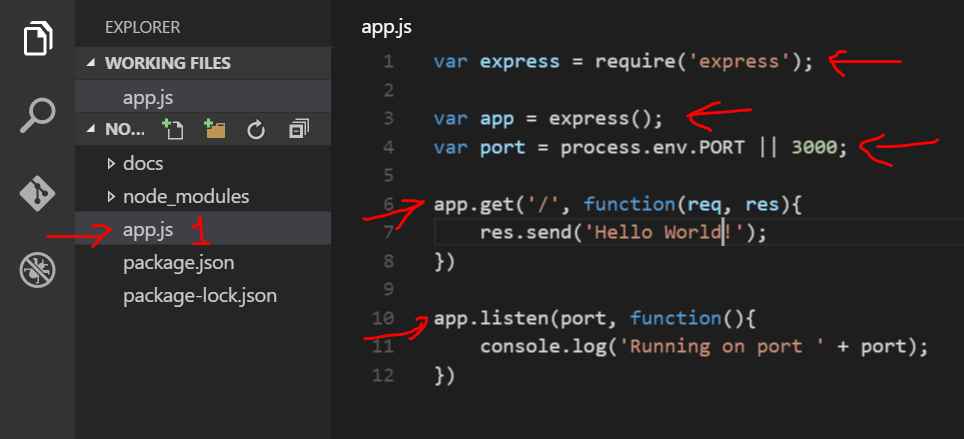 EXPLORER
WORKING FILES
app.js
NO...
docs
node_modules
app.js 1
package.json
package-lock.json
app.js
1 var express = require('express');
2
3 var app = express();
4 var port = process.env.PORT || 3000;
5
6 app.get('/', function(req, res){
7     res.send('Hello World!');
8 })
9
10 app.listen(port, function(){
11     console.log('Running on port ' + port);
12 })